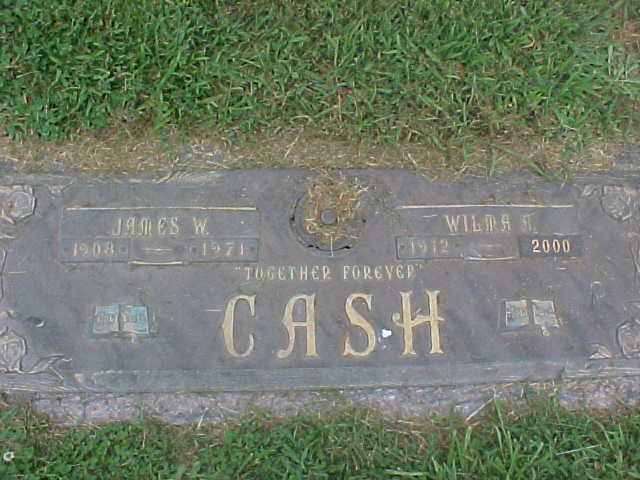 JAMES W.
1908 — 1971
WILMA N.
1912 — 2000
"TOGETHER FOREVER"
CASH